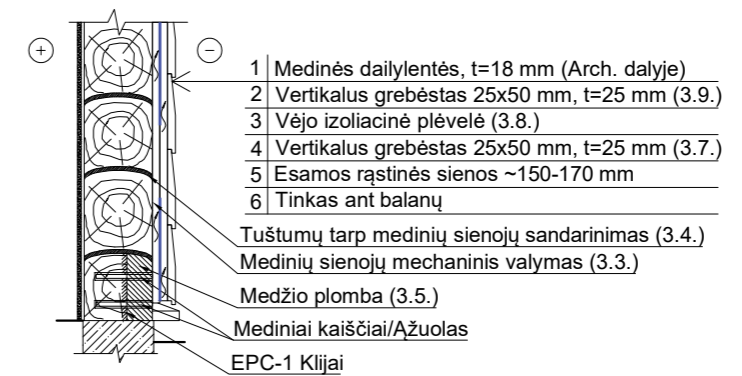 +
−
1 Medinės dailylentės, t=18 mm (Arch. dalyje)
2 Vertikalus grebėstas 25x50 mm, t=25 mm (3.9.)
3 Vėjo izoliacinė plėvelė (3.8.)
4 Vertikalus grebėstas 25x50 mm, t=25 mm (3.7.)
5 Esamos rąstinės sienos ~150-170 mm
6 Tinkas ant balanų
Tuštumų tarp medinių sienojų sandarinimas (3.4.)
Medinių sienojų mechaninis valymas (3.3.)
Medžio plomba (3.5.)
Mediniai kaiščiai/Ąžuolas
EPC-1 Klijai